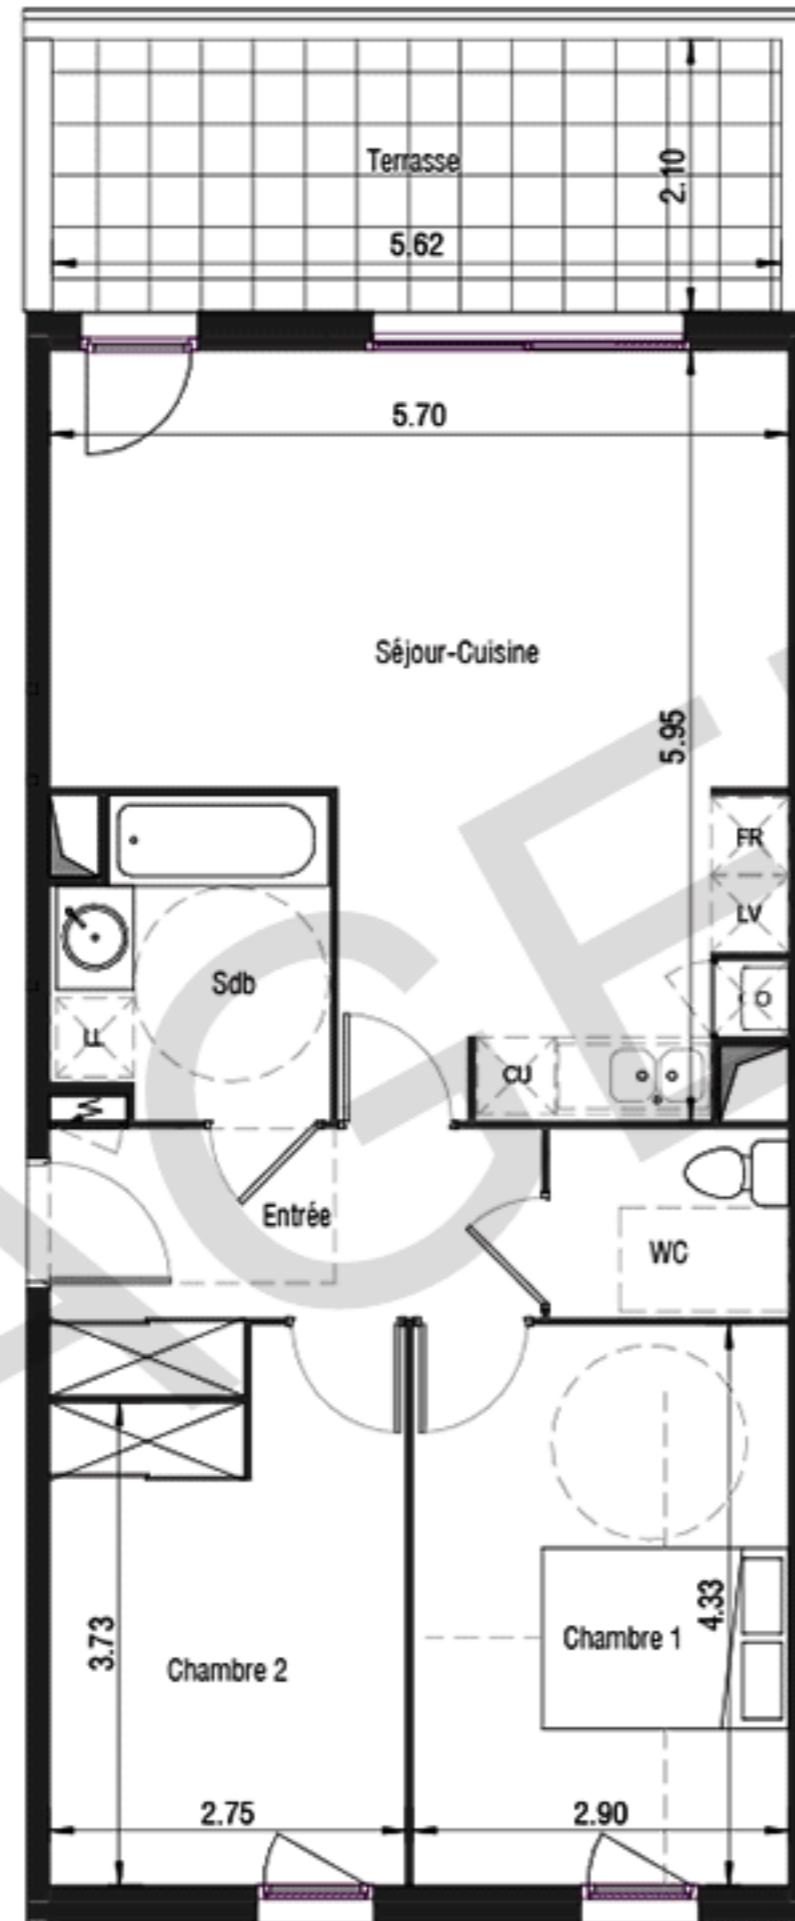 Terrasse
2.10
5.62
5.70
Séjour-Cuisine
5.95
FR
LV
Sdb
O
LL
CU
Entrée
WC
3.73
Chambre 2
Chambre 1
4.33
2.75
2.90